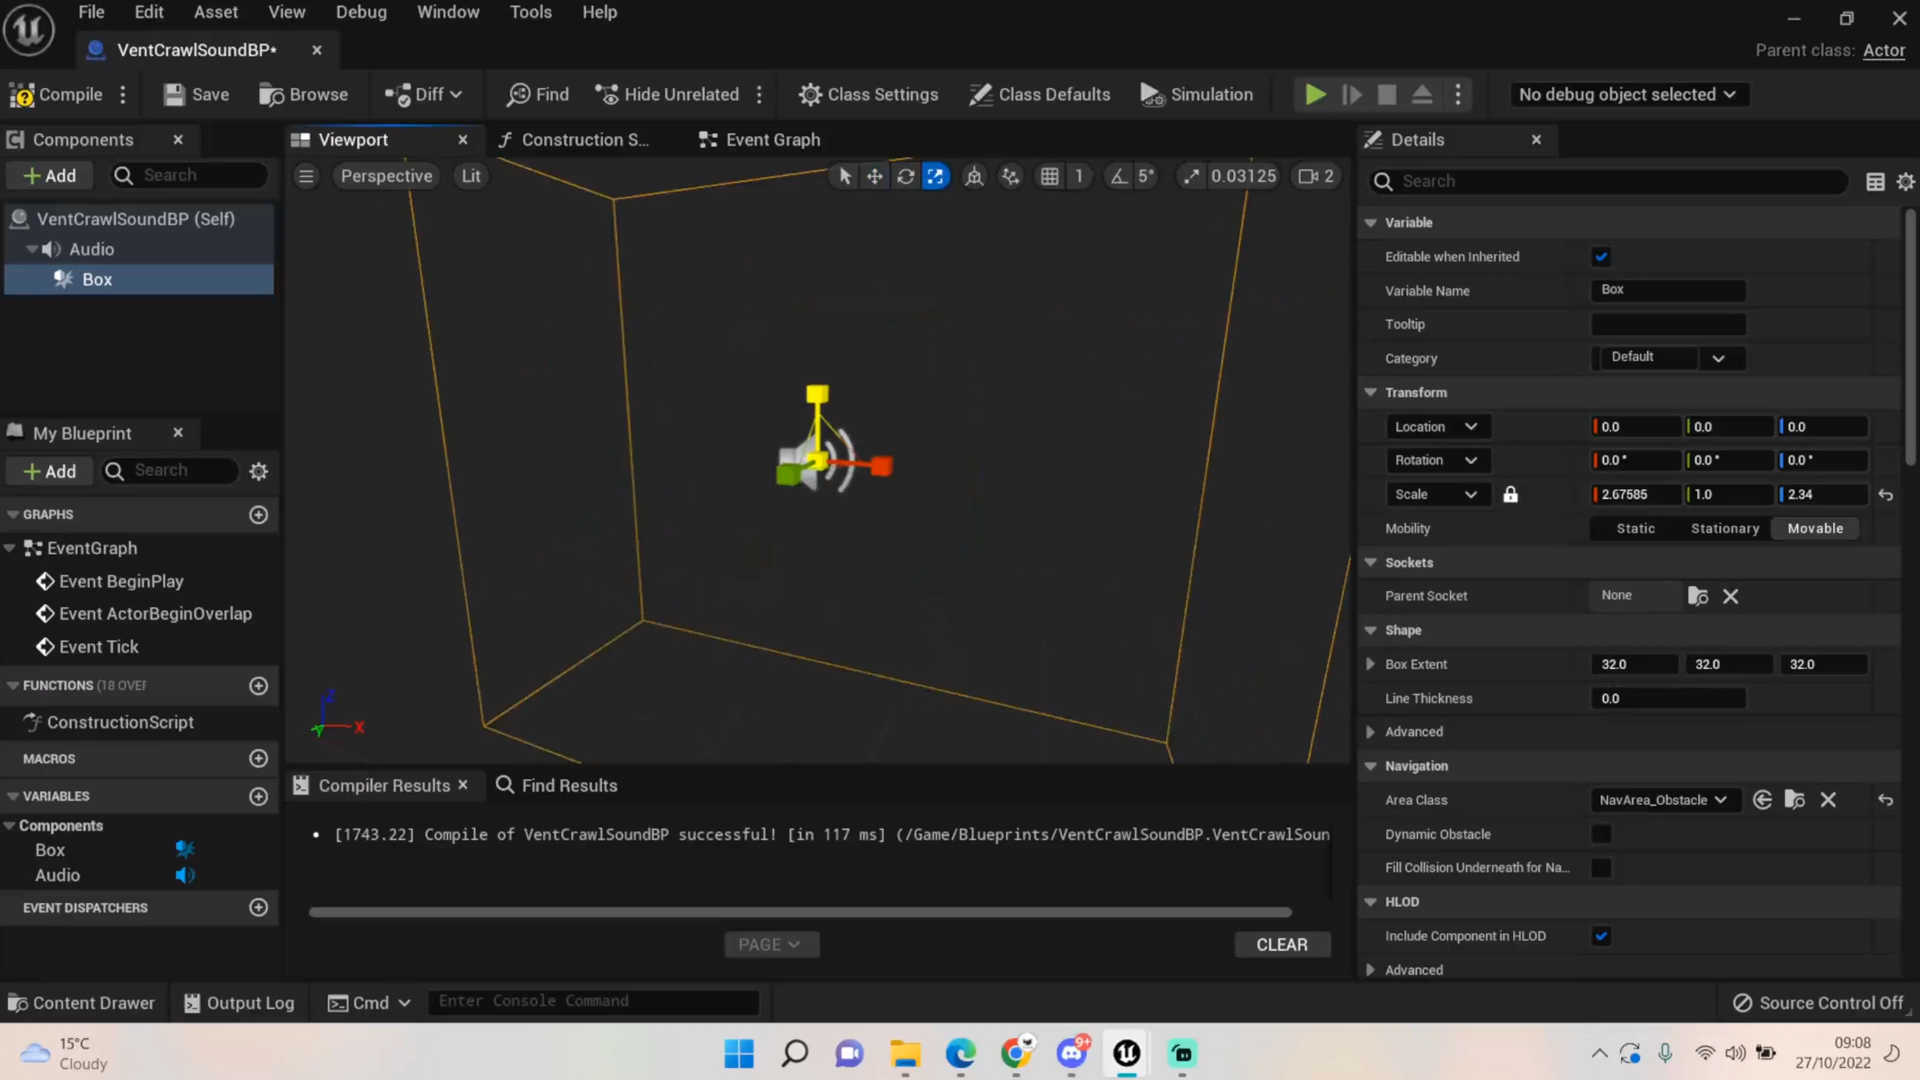 File Edit Asset View Debug Window Tools Help
VentCrawlSoundBP*
Parent class: Actor
Compile Save Browse Diff Find Hide Unrelated Class Settings Class Defaults Simulation No debug object selected
Components
Viewport Construction S... Event Graph
Details
+ Add Search
Perspective Lit 1 5° 0.03125 2
Search
VentCrawlSoundBP (Self)
Audio
Box
My Blueprint
+ Add Search
GRAPHS
EventGraph
Event BeginPlay
Event ActorBeginOverlap
Event Tick
FUNCTIONS (18 OVER
ConstructionScript
MACROS
VARIABLES
Components
Box
Audio
EVENT DISPATCHERS
Z
X
Y
Compiler Results Find Results
• [1743.22] Compile of VentCrawlSoundBP successful! [in 117 ms] (/Game/Blueprints/VentCrawlSoundBP.VentCrawlSoun
PAGE
CLEAR
Variable
Editable when Inherited
Variable Name Box
Tooltip
Category Default
Transform
Location 0.0 0.0 0.0
Rotation 0.0° 0.0° 0.0°
Scale 2.67585 1.0 2.34
Mobility Static Stationary Movable
Sockets
Parent Socket None
Shape
Box Extent 32.0 32.0 32.0
Line Thickness 0.0
Advanced
Navigation
Area Class NavArea_Obstacle
Dynamic Obstacle
Fill Collision Underneath for Na...
HLOD
Include Component in HLOD
Advanced
Content Drawer Output Log Cmd Enter Console Command
Source Control Off
15°C
Cloudy
9+
09:08
27/10/2022